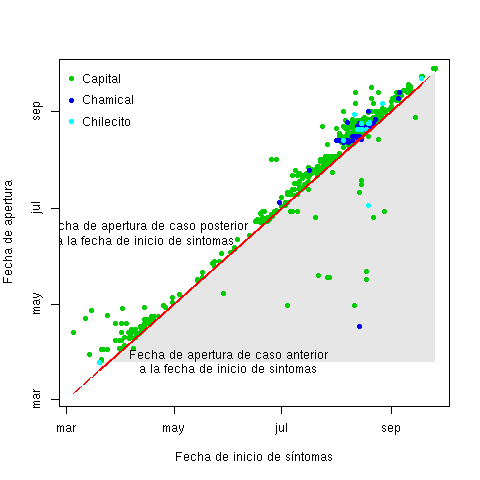 Capital
Chamical
Chilecito
cha de apertura de caso posterior
a la fecha de inicio de sintomas
Fecha de apertura de caso anterior
a la fecha de inicio de sintomas
Fecha de apertura
mar
may
jul
sep
mar
may
jul
sep
Fecha de inicio de síntomas